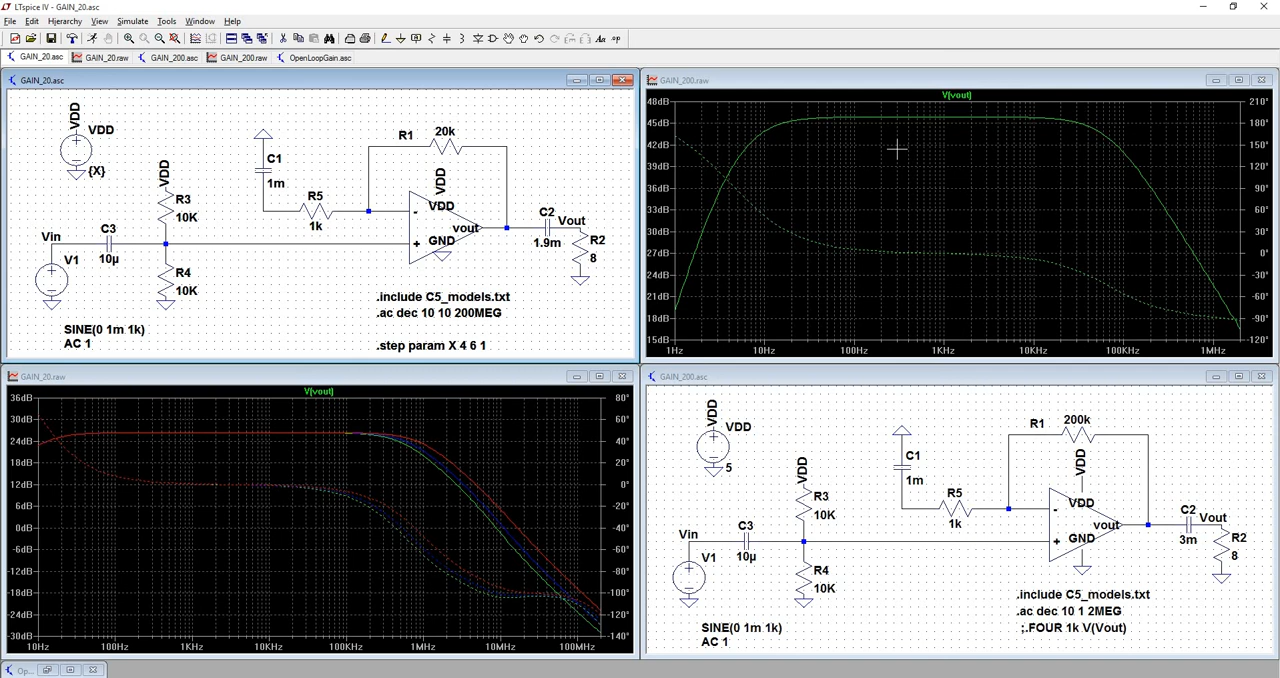 LTspice IV - GAIN_20.asc
File Edit Hierarchy View Simulate Tools Window Help
GAIN_20.asc GAIN_20.raw GAIN_200.asc GAIN_200.raw OpenLoopGain.asc
GAIN_20.asc
VDD
VDD
{X}
VDD
R3
10K
R4
10K
Vin
C3
10µ
V1
SINE(0 1m 1k)
AC 1
C1
1m
R5
1k
R1
20k
VDD
VDD
vout
GND
C2
1.9m
Vout
R2
8
.include C5_models.txt
.ac dec 10 10 200MEG
.step param X 4 6 1
GAIN_200.raw
V(vout)
48dB 210°
45dB 180°
42dB 150°
39dB 120°
36dB 90°
33dB 60°
30dB 30°
27dB 0°
24dB -30°
21dB -60°
18dB -90°
15dB -120°
1Hz 10Hz 100Hz 1KHz 10KHz 100KHz 1MHz
GAIN_20.raw
V(vout)
36dB 80°
30dB 60°
24dB 40°
18dB 20°
12dB 0°
6dB -20°
0dB -40°
-6dB -60°
-12dB -80°
-18dB -100°
-24dB -120°
-30dB -140°
10Hz 100Hz 1KHz 10KHz 100KHz 1MHz 10MHz 100MHz
GAIN_200.asc
VDD
VDD
5
VDD
R3
10K
R4
10K
Vin
C3
10µ
V1
SINE(0 1m 1k)
AC 1
C1
1m
R5
1k
R1
200k
VDD
VDD
vout
GND
C2
3m
Vout
R2
8
.include C5_models.txt
.ac dec 10 1 2MEG
;.FOUR 1k V(Vout)
Op...